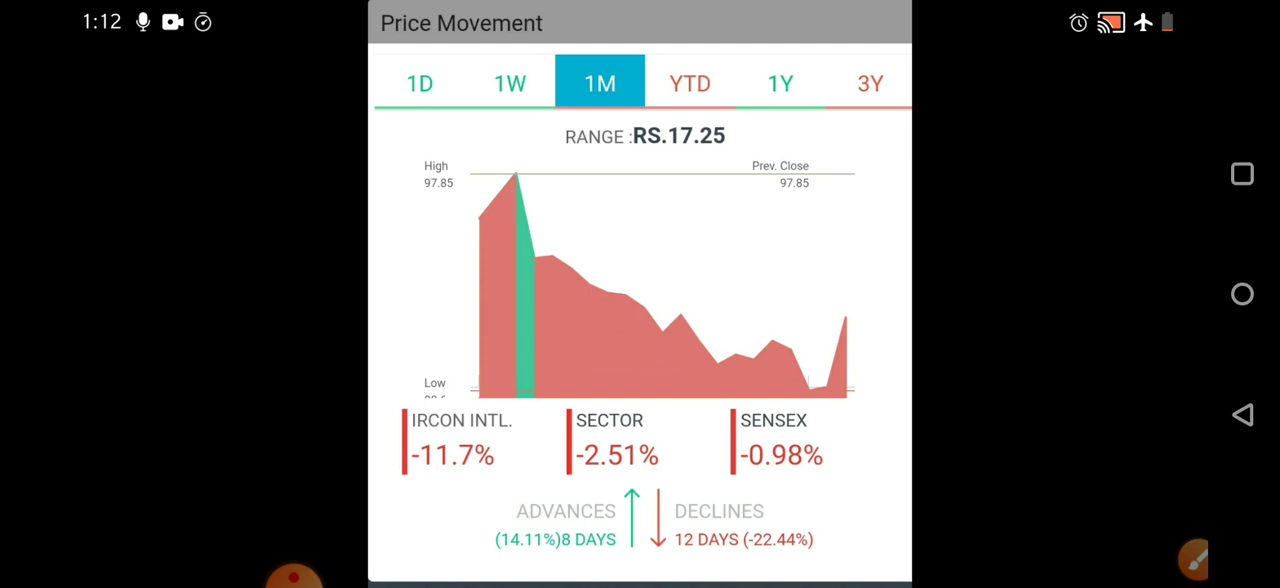 1:12
Price Movement
1D 1W 1M YTD 1Y 3Y
RANGE :RS.17.25
High Prev. Close
97.85 97.85
Low
IRCON INTL. SECTOR SENSEX
-11.7% -2.51% -0.98%
ADVANCES DECLINES
(14.11%)8 DAYS 12 DAYS (-22.44%)